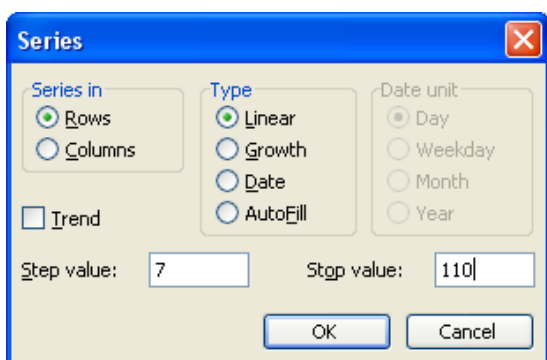 Series
Series in
Type
Date unit
Rows
Linear
Day
Columns
Growth
Weekday
Date
Month
Trend
AutoFill
Year
Step value:
7
Stop value:
110
OK
Cancel